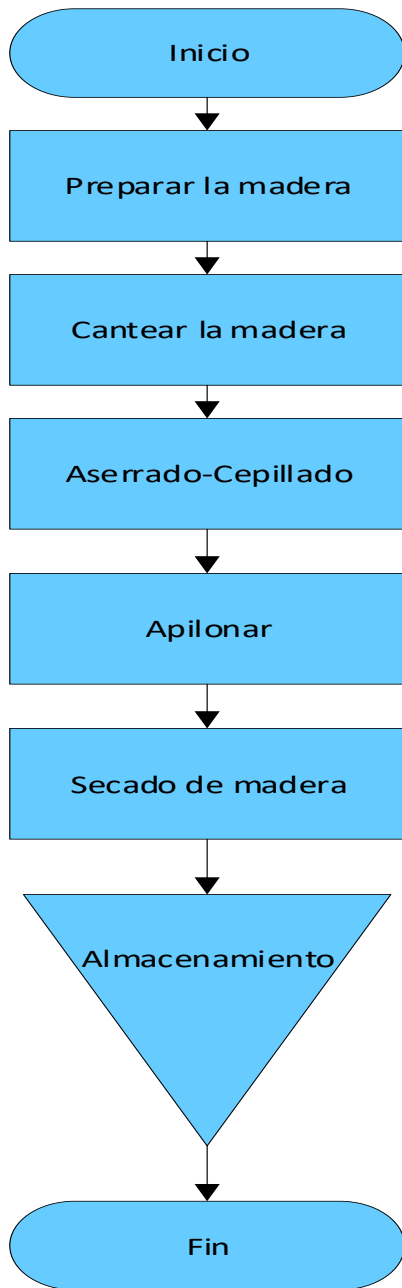 Inicio
Preparar la madera
Cantear la madera
Aserrado-Cepillado
Apilonar
Secado de madera
Almacenamiento
Fin